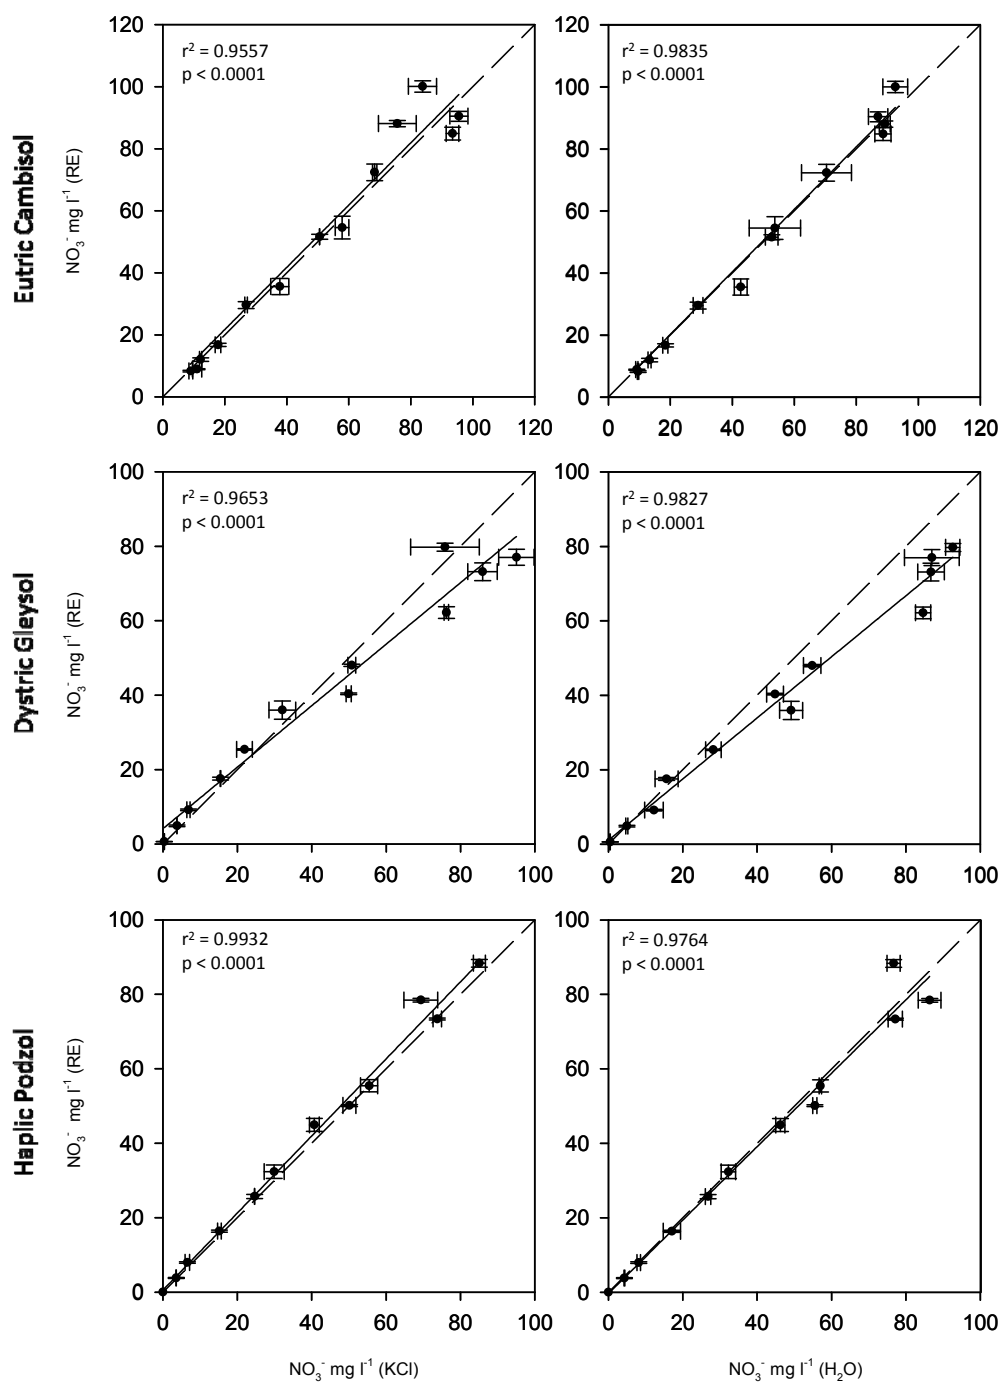 Eutric Cambisol
NO₃⁻ mg l⁻¹ (RE)
r² = 0.9557
p < 0.0001
120
100
80
60
40
20
0
0 20 40 60 80 100 120
r² = 0.9835
p < 0.0001
120
100
80
60
40
20
0
0 20 40 60 80 100 120
Dystric Gleysol
NO₃⁻ mg l⁻¹ (RE)
r² = 0.9653
p < 0.0001
100
80
60
40
20
0
0 20 40 60 80 100
r² = 0.9827
p < 0.0001
100
80
60
40
20
0
0 20 40 60 80 100
Haplic Podzol
NO₃⁻ mg l⁻¹ (RE)
r² = 0.9932
p < 0.0001
100
80
60
40
20
0
0 20 40 60 80 100
NO₃⁻ mg l⁻¹ (KCl)
r² = 0.9764
p < 0.0001
100
80
60
40
20
0
0 20 40 60 80 100
NO₃⁻ mg l⁻¹ (H₂O)